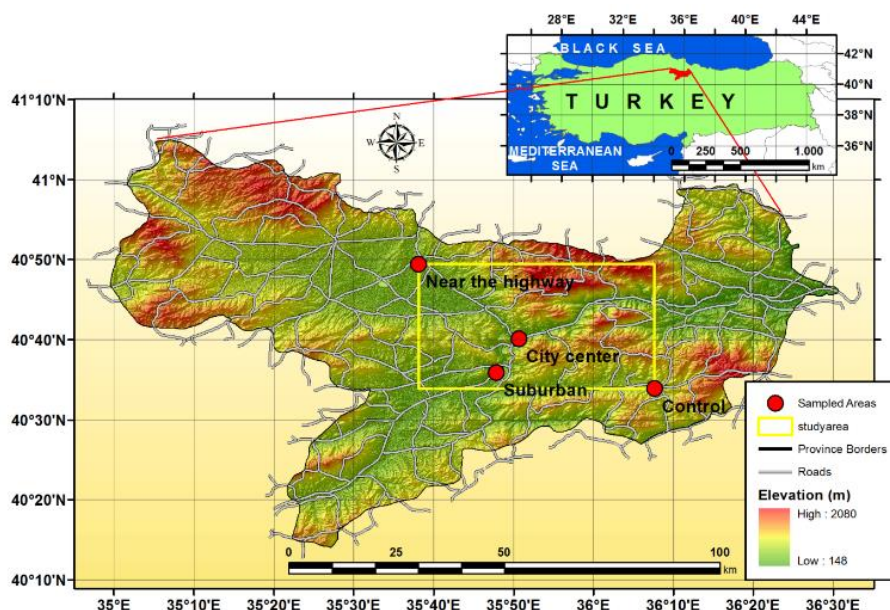 28°E 32°E 36°E 40°E 44°E
BLACK SEA
TURKEY
MEDITERRANEAN
SEA
42°N
40°N
38°N
36°N
0 250 500 1.000
km
41°10'N
41°N
40°50'N
40°40'N
40°30'N
40°20'N
40°10'N
N
W E
S
Near the highway
City center
Suburban
Control
Sampled Areas
studyarea
Province Borders
Roads
Elevation (m)
High : 2080
Low : 148
0 25 50 100
km
35°E 35°10'E 35°20'E 35°30'E 35°40'E 35°50'E 36°E 36°10'E 36°20'E 36°30'E